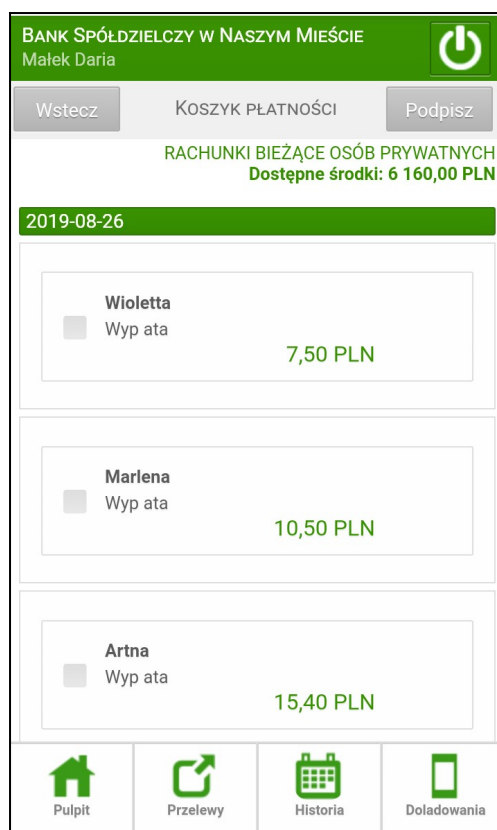 BANK SPÓŁDZIELCZY W NASZYM MIEŚCIE
Małek Daria
Wstecz
KOSZYK PŁATNOŚCI
Podpisz
RACHUNKI BIEŻĄCE OSÓB PRYWATNYCH
Dostępne środki: 6 160,00 PLN
2019-08-26
Wioletta
Wyp ata
7,50 PLN
Marlena
Wyp ata
10,50 PLN
Artna
Wyp ata
15,40 PLN
Pulpit
Przelewy
Historia
Doladowania